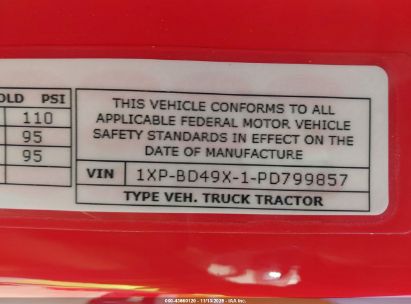 OLD PSI
110
95
95
THIS VEHICLE CONFORMS TO ALL
APPLICABLE FEDERAL MOTOR VEHICLE
SAFETY STANDARDS IN EFFECT ON THE
DATE OF MANUFACTURE
VIN 1XP-BD49X-1-PD799857
TYPE VEH. TRUCK TRACTOR